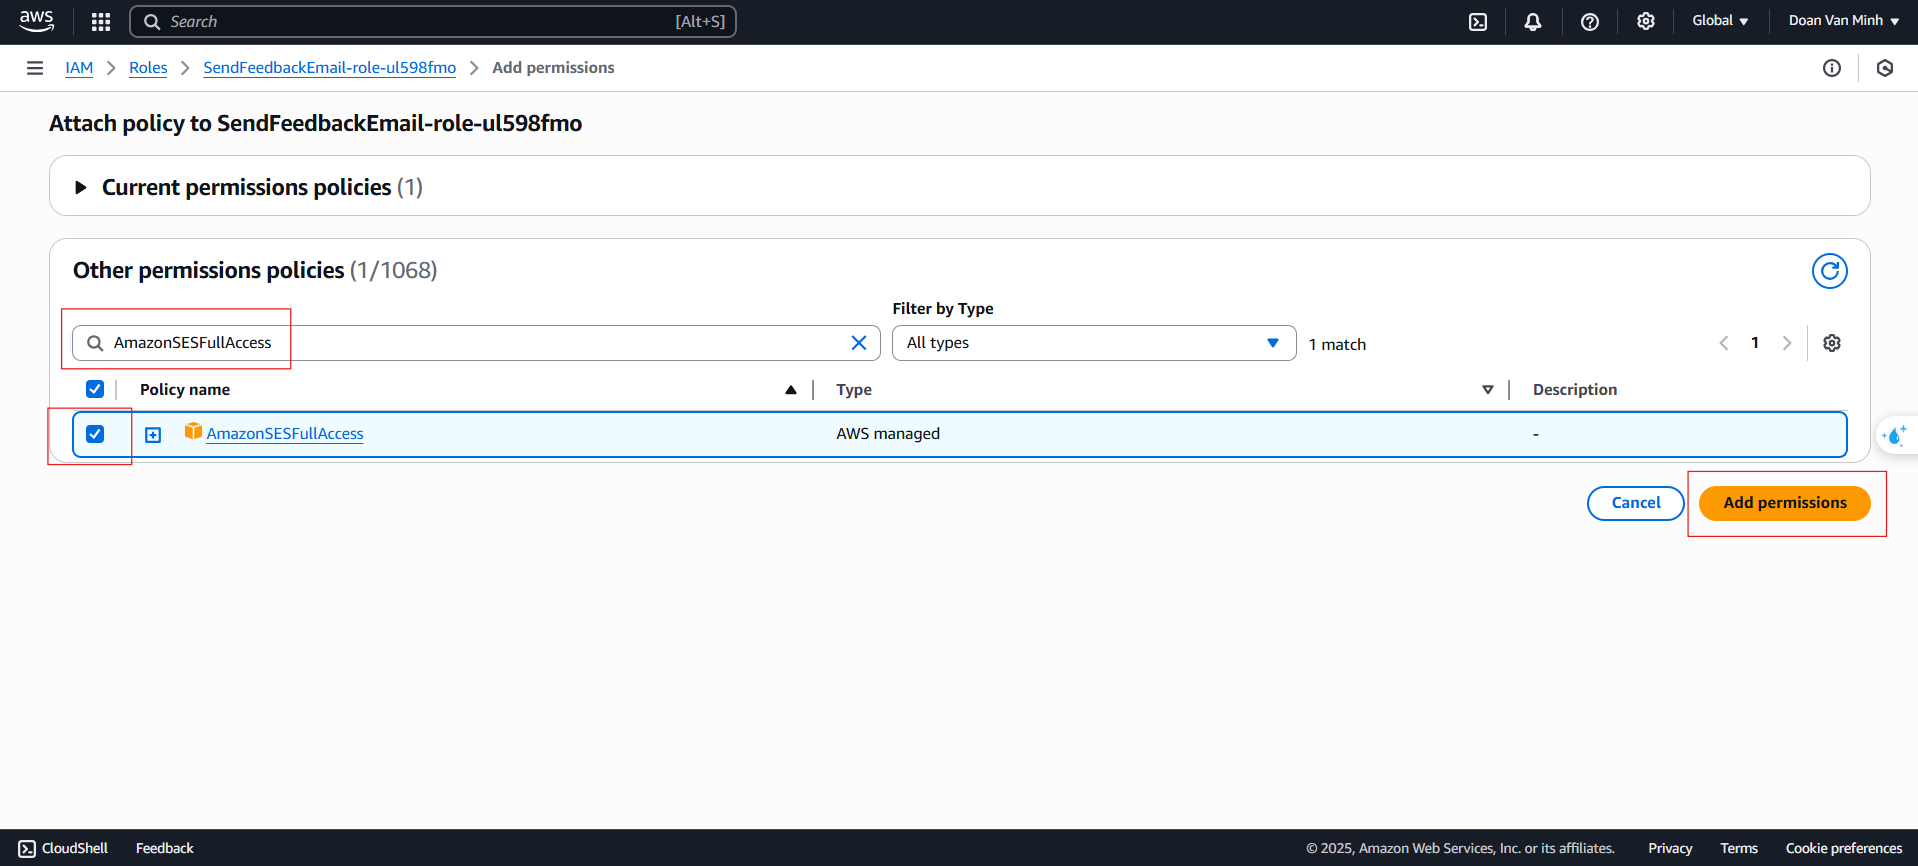 aws
Search [Alt+S]
Global Doan Van Minh
IAM Roles SendFeedbackEmail-role-ul598fmo Add permissions
Attach policy to SendFeedbackEmail-role-ul598fmo
Current permissions policies (1)
Other permissions policies (1/1068)
Filter by Type
AmazonSESFullAccess
All types
1 match
1
Policy name Type Description
AmazonSESFullAccess AWS managed -
Cancel Add permissions
CloudShell Feedback © 2025, Amazon Web Services, Inc. or its affiliates. Privacy Terms Cookie preferences